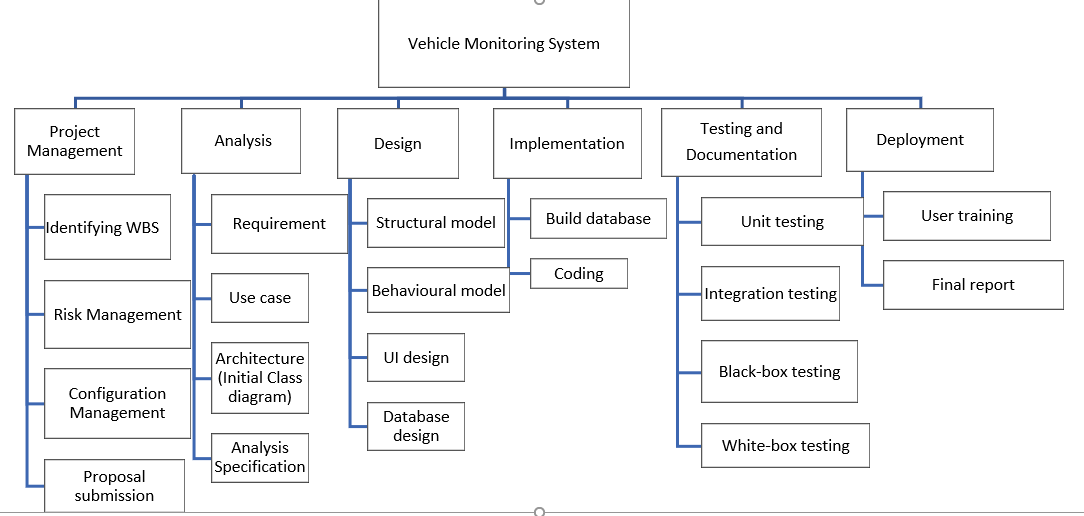 Vehicle Monitoring System
Project
Management
Analysis
Design
Implementation
Testing and
Documentation
Deployment
Identifying WBS
Risk Management
Configuration
Management
Proposal
submission
Requirement
Use case
Architecture
(Initial Class
diagram)
Analysis
Specification
Structural model
Behavioural model
UI design
Database
design
Build database
Coding
Unit testing
Integration testing
Black-box testing
White-box testing
User training
Final report